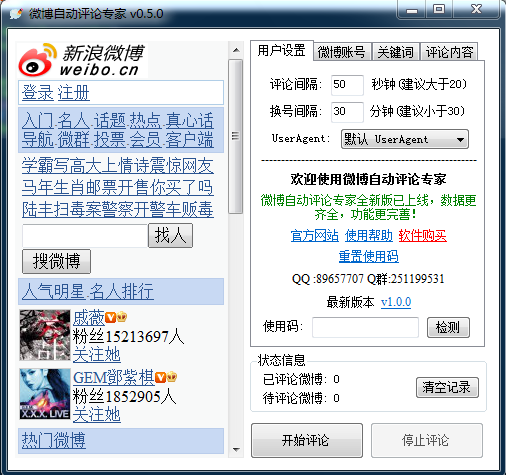 微博自动评论专家 v0.5.0
新浪微博
weibo.cn
登录 注册
入门.名人.话题.热点.真心话
导航.微群.投票.会员.客户端
学霸写高大上情诗震惊网友
马年生肖邮票开售你买了吗
陆丰扫毒案警察开警车贩毒
找人
搜微博
人气明星.名人排行
戚薇
粉丝15213697人
关注她
X.X.X. LIVE
GEM鄧紫棋
粉丝1852905人
关注她
热门微博
用户设置 微博账号 关键词 评论内容
评论间隔: 50 秒钟(建议大于20)
换号间隔: 30 分钟(建议小于30)
UserAgent: 默认 UserAgent
欢迎使用微博自动评论专家
微博自动评论专家全新版已上线，数据更
齐全，功能更完善！
官方网站 使用帮助 软件购买
重置使用码
QQ :89657707 Q群:251199531
最新版本 v1.0.0
使用码: 检测
状态信息
已评论微博: 0
待评论微博: 0
清空记录
开始评论 停止评论